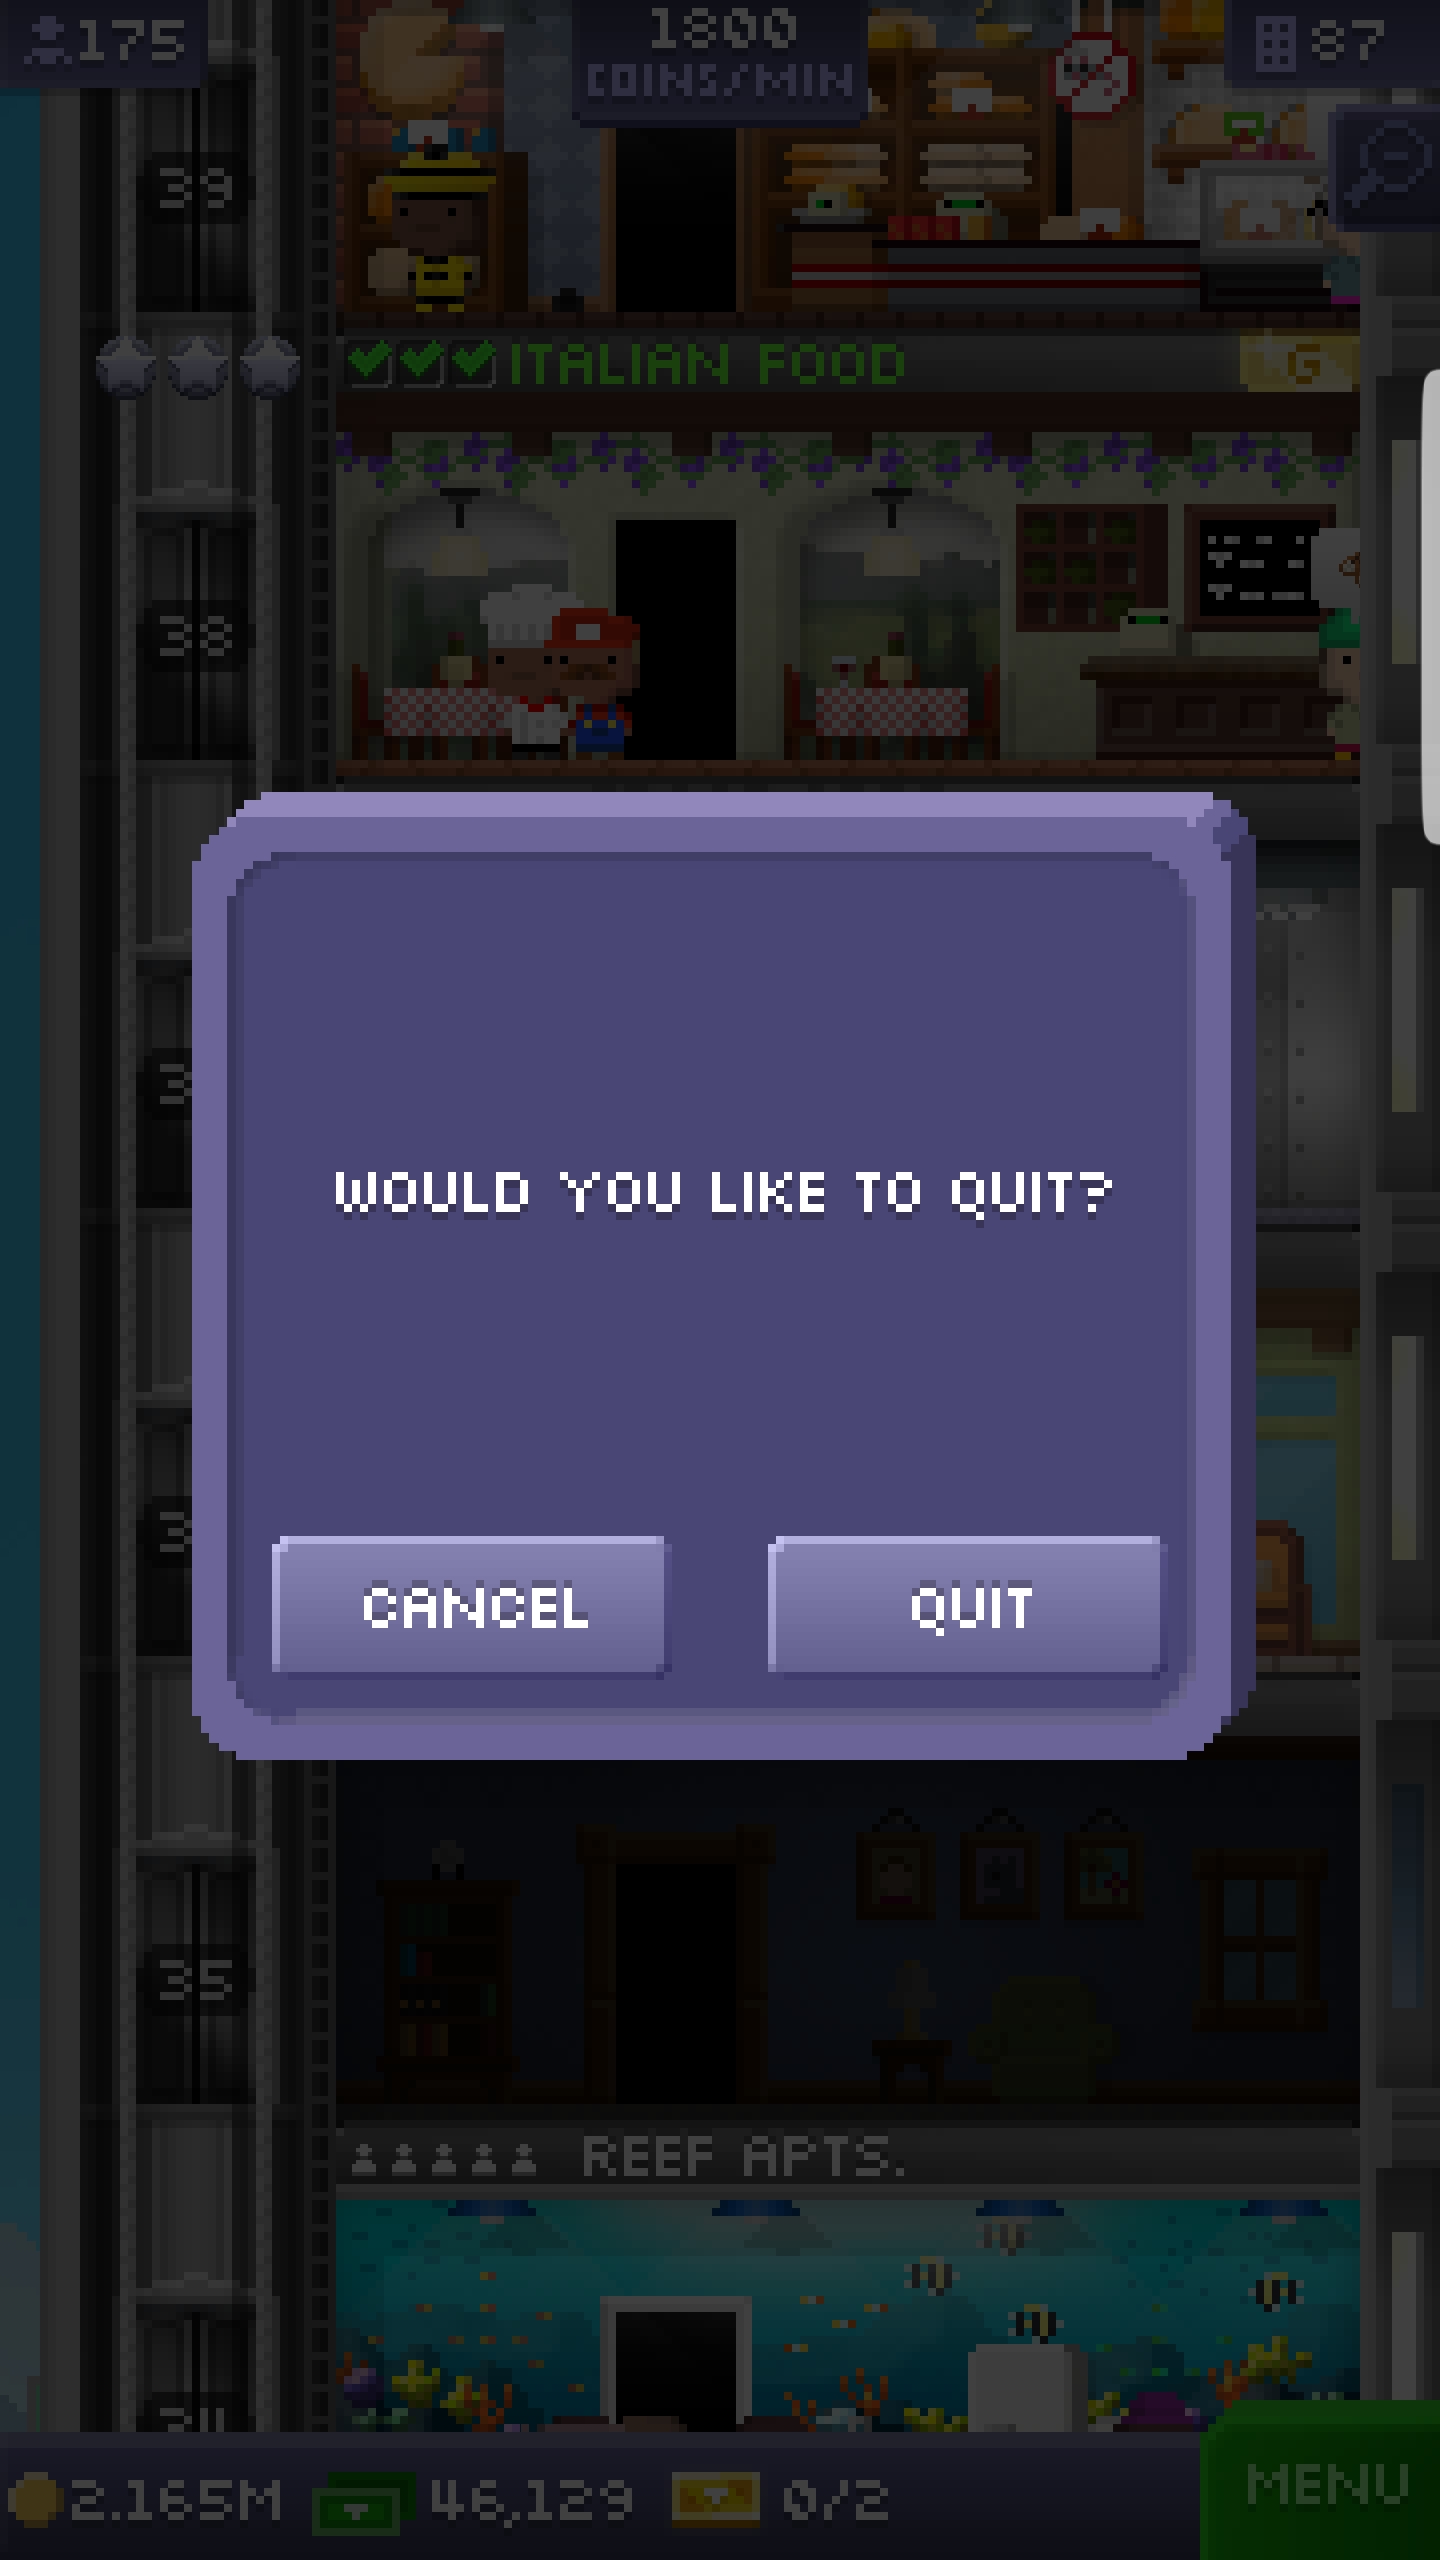 175
1800
COINS/MIN
87
39
ITALIAN FOOD
G
38
WOULD YOU LIKE TO QUIT?
CANCEL
QUIT
35
REEF APTS.
34
2.165M
46,129
0/2
MENU